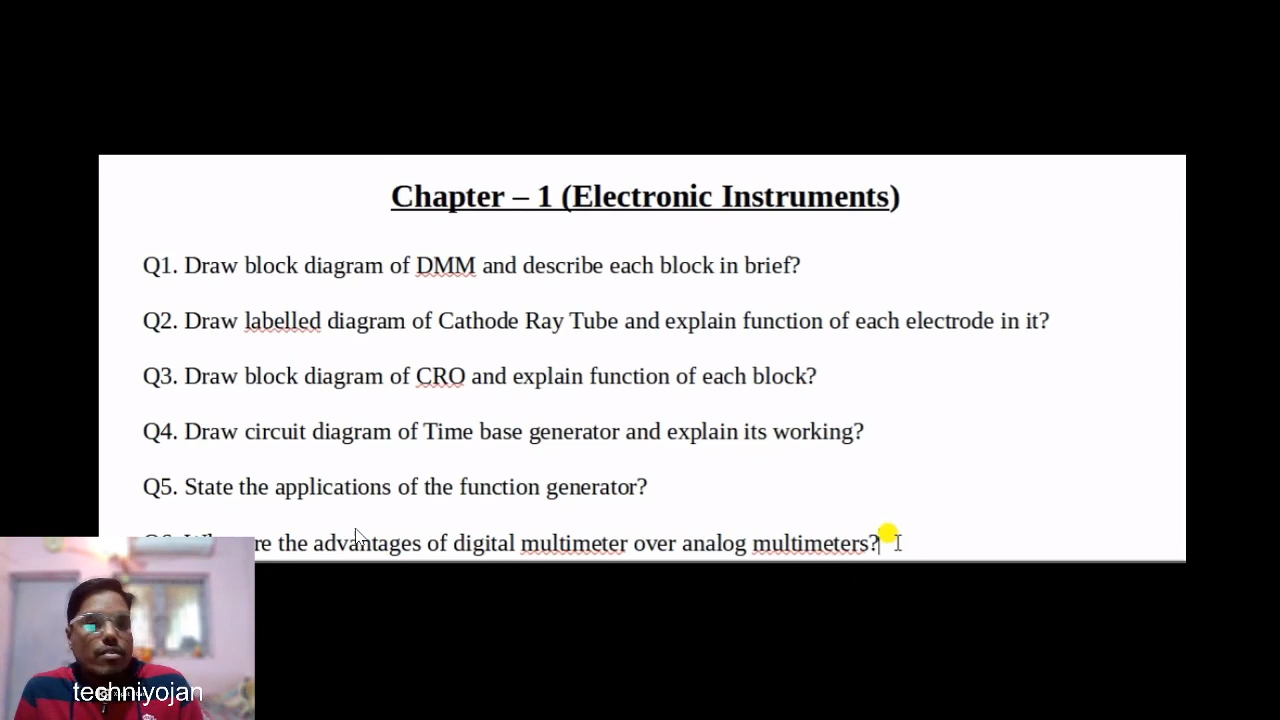 Chapter – 1 (Electronic Instruments)
Q1. Draw block diagram of DMM and describe each block in brief?
Q2. Draw labelled diagram of Cathode Ray Tube and explain function of each electrode in it?
Q3. Draw block diagram of CRO and explain function of each block?
Q4. Draw circuit diagram of Time base generator and explain its working?
Q5. State the applications of the function generator?
the advantages of digital multimeter over analog multimeters?
techniyojan